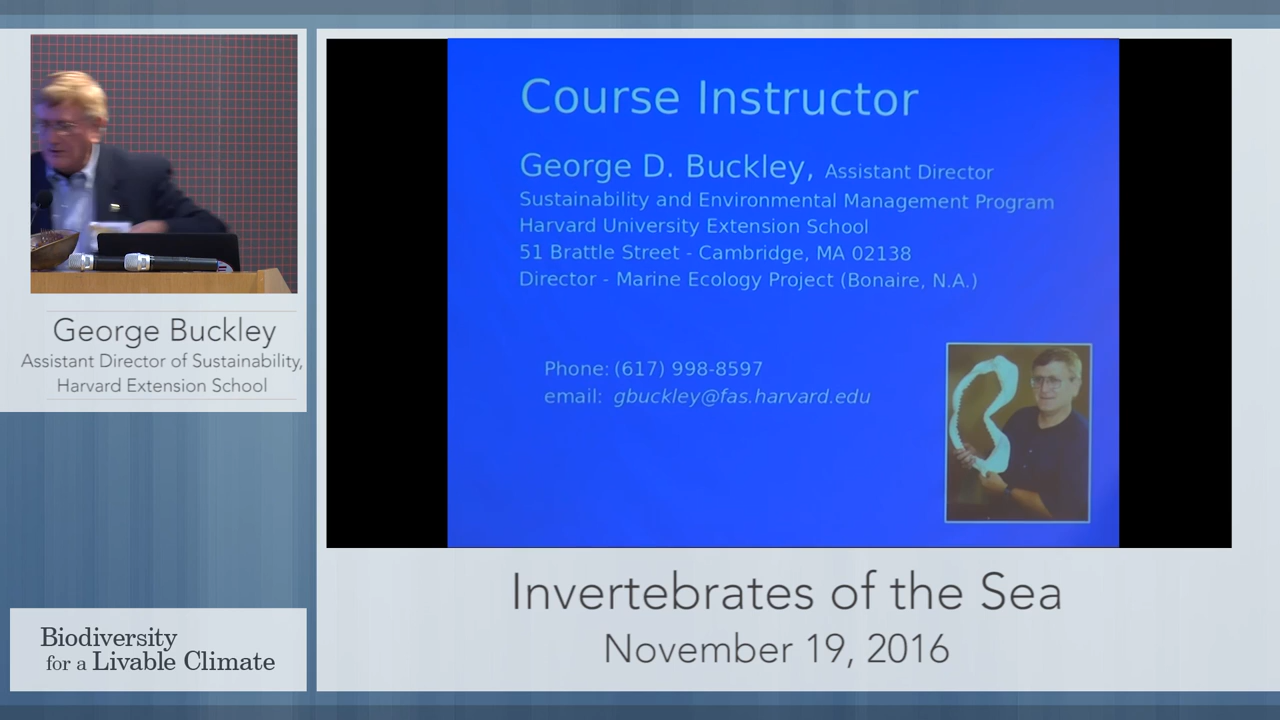 George Buckley
Assistant Director of Sustainability,
Harvard Extension School
Biodiversity
for a Livable Climate
Course Instructor
George D. Buckley, Assistant Director
Sustainability and Environmental Management Program
Harvard University Extension School
51 Brattle Street - Cambridge, MA 02138
Director - Marine Ecology Project (Bonaire, N.A.)
Phone: (617) 998-8597
email: gbuckley@fas.harvard.edu
Invertebrates of the Sea
November 19, 2016